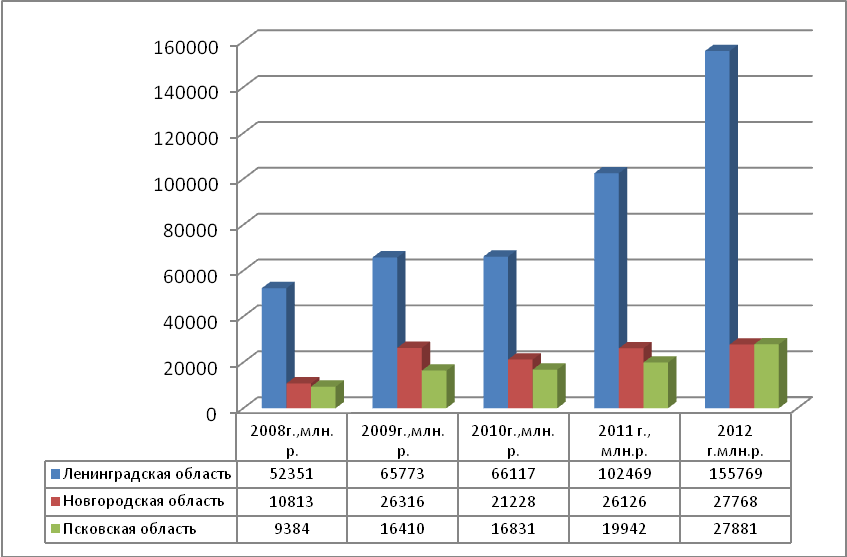 160000
140000
120000
100000
80000
60000
40000
20000
0
2008г.,млн. р.
2009г.,млн. р.
2010г.,млн. р.
2011 г., млн.р.
2012 г.млн.р.
Ленинградская область 52351 65773 66117 102469 155769
Новгородская область 10813 26316 21228 26126 27768
Псковская область 9384 16410 16831 19942 27881